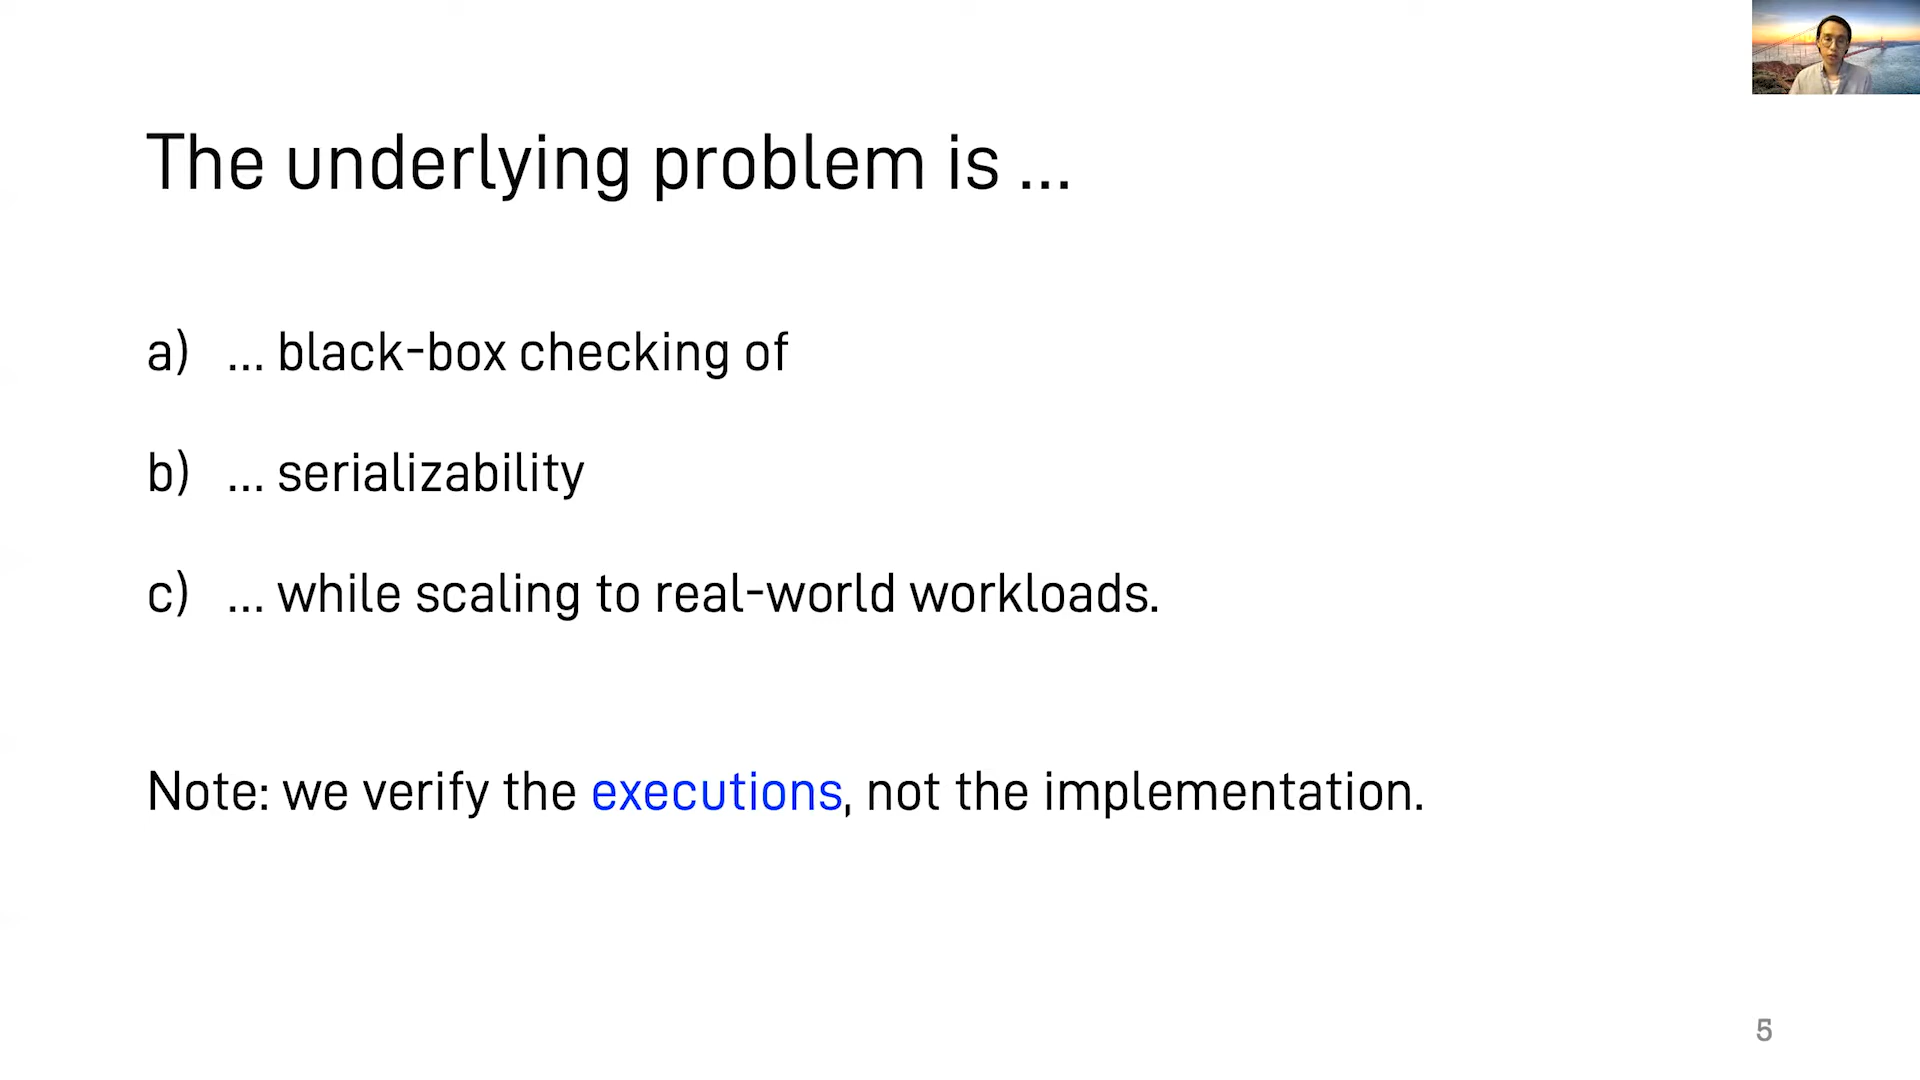 The underlying problem is ...
a) ... black-box checking of
b) ... serializability
c) ... while scaling to real-world workloads.
Note: we verify the executions, not the implementation.
5